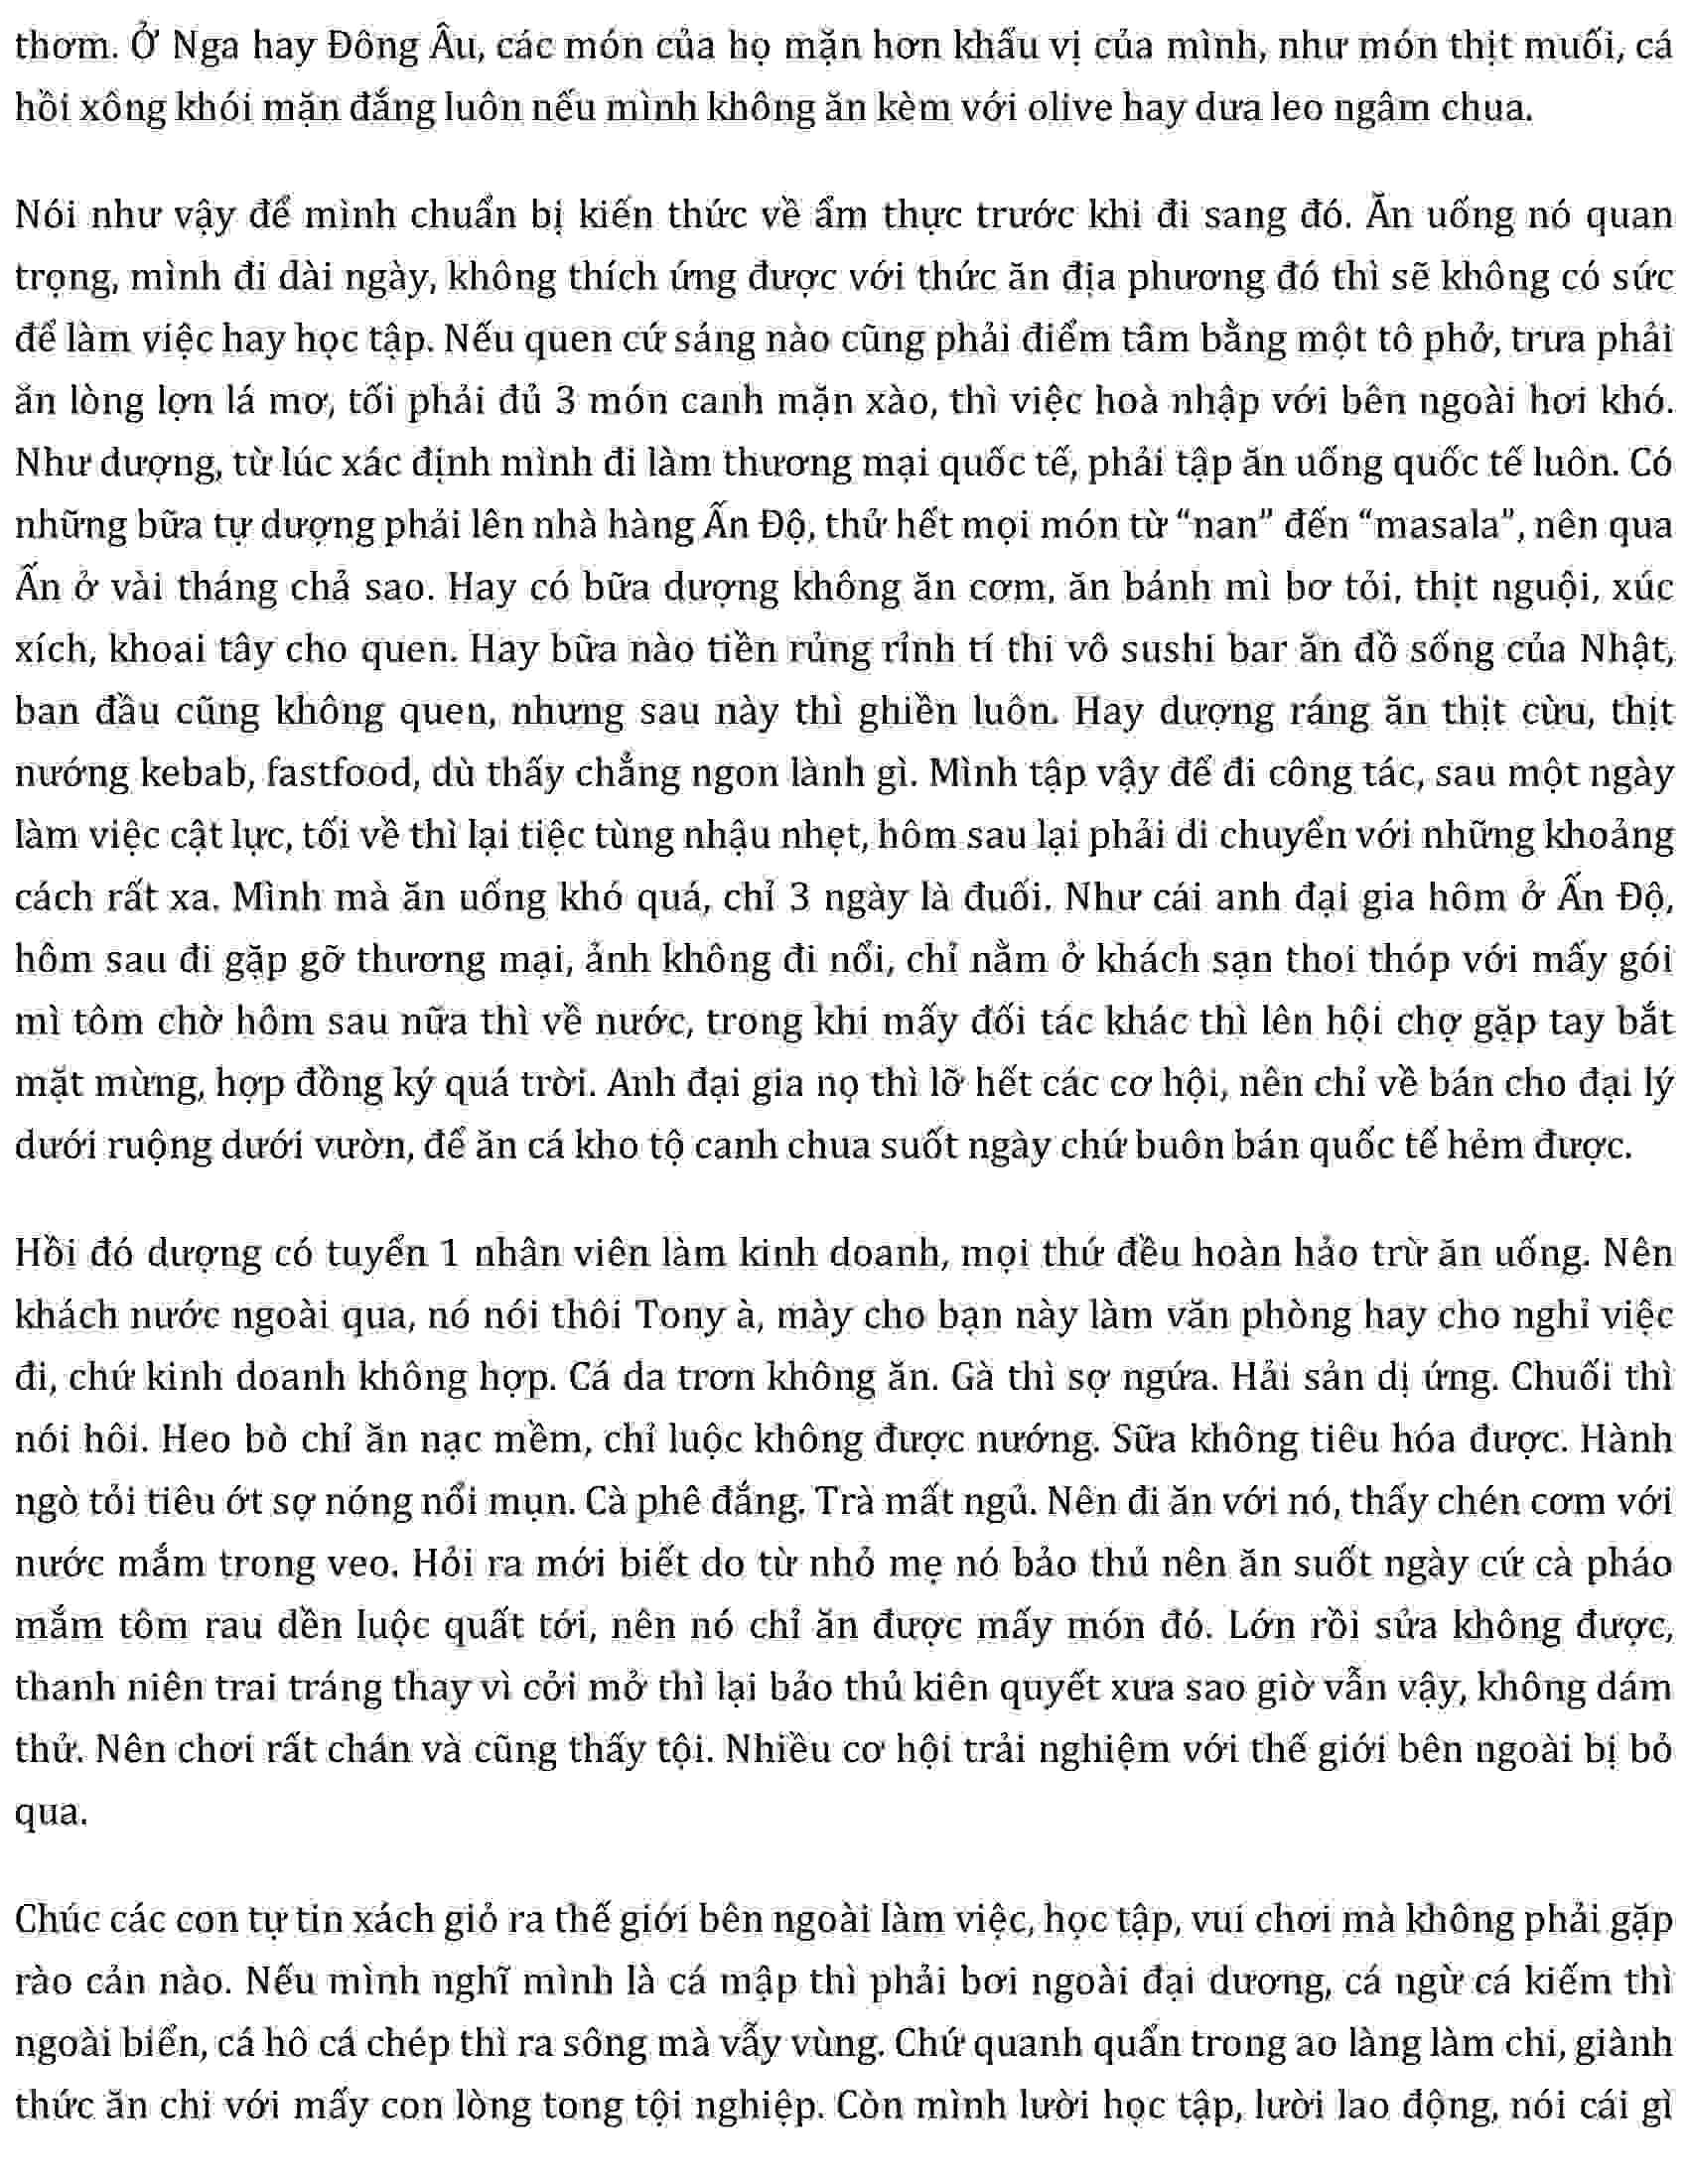 thơm. Ở Nga hay Đông Âu, các món của họ mặn hơn khẩu vị của mình, như món thịt muối, cá
hồi xông khói mặn đắng luôn nếu mình không ăn kèm với olive hay dưa leo ngâm chua.
Nói như vậy để mình chuẩn bị kiến thức về ẩm thực trước khi đi sang đó. Ăn uống nó quan
trọng, mình đi dài ngày, không thích ứng được với thức ăn địa phương đó thì sẽ không có sức
để làm việc hay học tập. Nếu quen cứ sáng nào cũng phải điểm tâm bằng một tô phở, trưa phải
ăn lòng lợn lá mơ, tối phải đủ 3 món canh mặn xào, thì việc hoà nhập với bên ngoài hơi khó.
Như dượng, từ lúc xác định mình đi làm thương mại quốc tế, phải tập ăn uống quốc tế luôn. Có
những bữa tự dượng phải lên nhà hàng Ấn Độ, thử hết mọi món từ “nan” đến “masala”, nên qua
Ấn ở vài tháng chả sao. Hay có bữa dượng không ăn cơm, ăn bánh mì bơ tỏi, thịt nguội, xúc
xích, khoai tây cho quen. Hay bữa nào tiền rủng rỉnh tí thi vô sushi bar ăn đồ sống của Nhật,
ban đầu cũng không quen, nhưng sau này thì ghiền luôn. Hay dượng ráng ăn thịt cừu, thịt
nướng kebab, fastfood, dù thấy chẳng ngon lành gì. Mình tập vậy để đi công tác, sau một ngày
làm việc cật lực, tối về thì lại tiệc tùng nhậu nhẹt, hôm sau lại phải di chuyển với những khoảng
cách rất xa. Mình mà ăn uống khó quá, chỉ 3 ngày là đuối. Như cái anh đại gia hôm ở Ấn Độ,
hôm sau đi gặp gỡ thương mại, ảnh không đi nổi, chỉ nằm ở khách sạn thoi thóp với mấy gói
mì tôm chờ hôm sau nữa thì về nước, trong khi mấy đối tác khác thì lên hội chợ gặp tay bắt
mặt mừng, hợp đồng ký quá trời. Anh đại gia nọ thì lỡ hết các cơ hội, nên chỉ về bán cho đại lý
dưới ruộng dưới vườn, để ăn cá kho tộ canh chua suốt ngày chứ buôn bán quốc tế hẻm được.
Hồi đó dượng có tuyển 1 nhân viên làm kinh doanh, mọi thứ đều hoàn hảo trừ ăn uống. Nên
khách nước ngoài qua, nó nói thôi Tony à, mày cho bạn này làm văn phòng hay cho nghỉ việc
đi, chứ kinh doanh không hợp. Cá da trơn không ăn. Gà thì sợ ngứa. Hải sản dị ứng. Chuối thì
nói hôi. Heo bò chỉ ăn nạc mềm, chỉ luộc không được nướng. Sữa không tiêu hóa được. Hành
ngò tỏi tiêu ớt sợ nóng nổi mụn. Cà phê đắng. Trà mất ngủ. Nên đi ăn với nó, thấy chén cơm với
nước mắm trong veo. Hỏi ra mới biết do từ nhỏ mẹ nó bảo thủ nên ăn suốt ngày cứ cà pháo
mắm tôm rau dền luộc quất tới, nên nó chỉ ăn được mấy món đó. Lớn rồi sửa không được,
thanh niên trai tráng thay vì cởi mở thì lại bảo thủ kiên quyết xưa sao giờ vẫn vậy, không dám
thử. Nên chơi rất chán và cũng thấy tội. Nhiều cơ hội trải nghiệm với thế giới bên ngoài bị bỏ
qua.
Chúc các con tự tin xách giỏ ra thế giới bên ngoài làm việc, học tập, vui chơi mà không phải gặp
rào cản nào. Nếu mình nghĩ mình là cá mập thì phải bơi ngoài đại dương, cá ngừ cá kiếm thì
ngoài biển, cá hô cá chép thì ra sông mà vẫy vùng. Chứ quanh quẩn trong ao làng làm chi, giành
thức ăn chi với mấy con lòng tong tội nghiệp. Còn mình lười học tập, lười lao động, nói cái gì